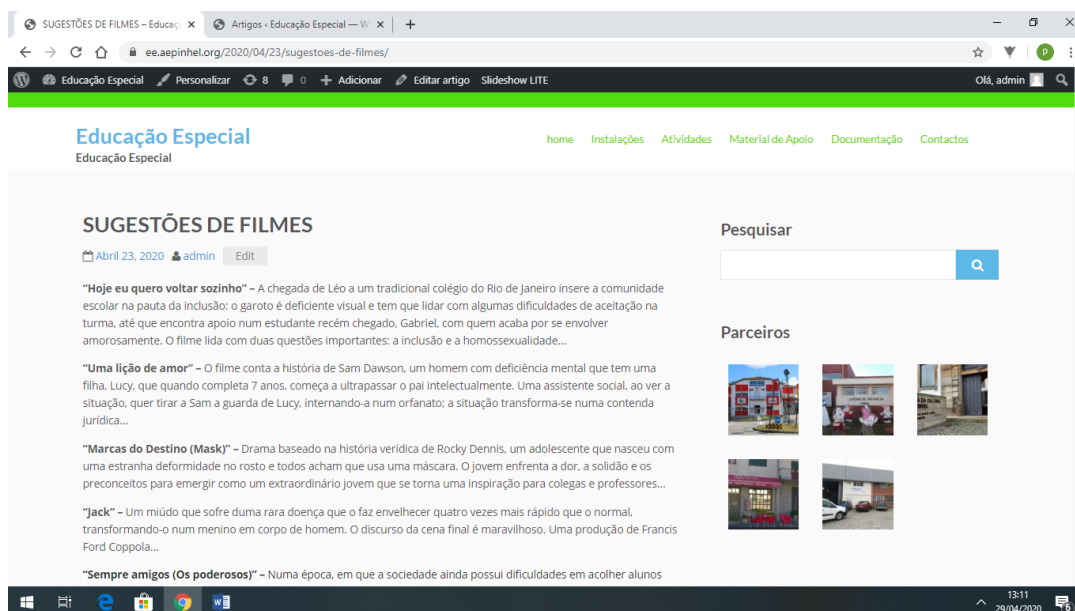 SUGESTÕES DE FILMES – Educaç
Artigos ‹ Educação Especial — W
ee.aepinhel.org/2020/04/23/sugestoes-de-filmes/
P
Educação Especial Personalizar 8 0 Adicionar Editar artigo Slideshow LITE Olá, admin
Educação Especial
Educação Especial
home Instalações Atividades Material de Apoio Documentação Contactos
SUGESTÕES DE FILMES
Abril 23, 2020 admin Edit
“Hoje eu quero voltar sozinho” – A chegada de Léo a um tradicional colégio do Rio de Janeiro insere a comunidade
escolar na pauta da inclusão: o garoto é deficiente visual e tem que lidar com algumas dificuldades de aceitação na
turma, até que encontra apoio num estudante recém chegado, Gabriel, com quem acaba por se envolver
amorosamente. O filme lida com duas questões importantes: a inclusão e a homossexualidade…
“Uma lição de amor” – O filme conta a história de Sam Dawson, um homem com deficiência mental que tem uma
filha, Lucy, que quando completa 7 anos, começa a ultrapassar o pai intelectualmente. Uma assistente social, ao ver a
situação, quer tirar a Sam a guarda de Lucy, internando-a num orfanato; a situação transforma-se numa contenda
jurídica…
“Marcas do Destino (Mask)” – Drama baseado na história verídica de Rocky Dennis, um adolescente que nasceu com
uma estranha deformidade no rosto e todos acham que usa uma máscara. O jovem enfrenta a dor, a solidão e os
preconceitos para emergir como um extraordinário jovem que se torna uma inspiração para colegas e professores…
“Jack” – Um miúdo que sofre duma rara doença que o faz envelhecer quatro vezes mais rápido que o normal,
transformando-o num menino em corpo de homem. O discurso da cena final é maravilhoso. Uma produção de Francis
Ford Coppola…
“Sempre amigos (Os poderosos)” – Numa época, em que a sociedade ainda possui dificuldades em acolher alunos
Pesquisar
Parceiros
13:11
29/04/2020
6